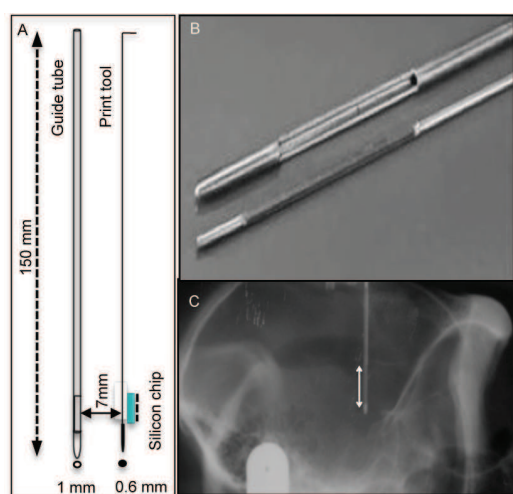 A
Guide tube
Print tool
150 mm
7mm
Silicon chip
1 mm
0.6 mm
B
C